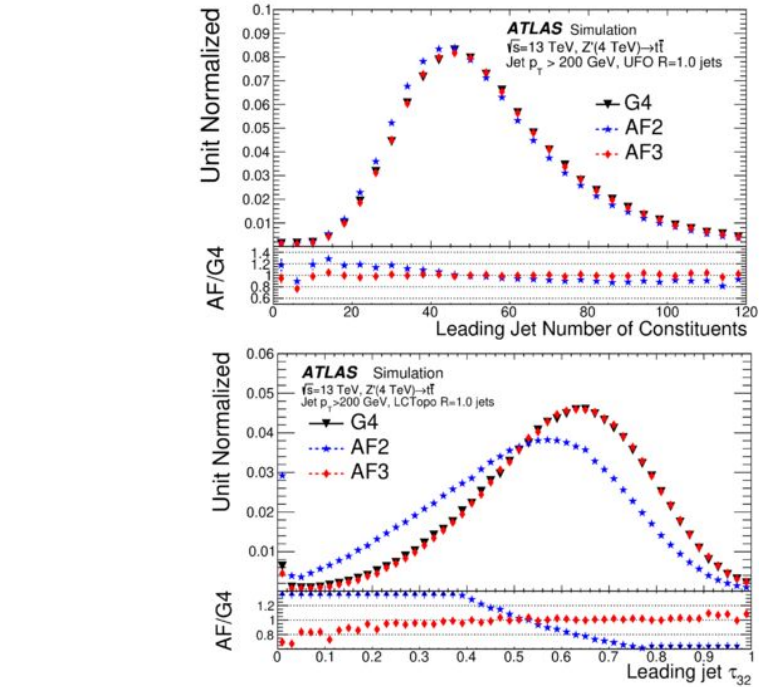 0.1
ATLAS Simulation
√s=13 TeV, Z'(4 TeV)→tt̄
Jet p_T > 200 GeV, UFO R=1.0 jets
G4
AF2
AF3
Unit Normalized
0.09
0.08
0.07
0.06
0.05
0.04
0.03
0.02
0.01
AF/G4
1.4
1.2
1
0.8
0.6
0 20 40 60 80 100 120
Leading Jet Number of Constituents
0.06
ATLAS Simulation
√s=13 TeV, Z'(4 TeV)→tt̄
Jet p_T>200 GeV, LCTopo R=1.0 jets
G4
AF2
AF3
Unit Normalized
0.05
0.04
0.03
0.02
0.01
AF/G4
1.2
1
0.8
0 0.1 0.2 0.3 0.4 0.5 0.6 0.7 0.8 0.9 1
Leading jet τ_32